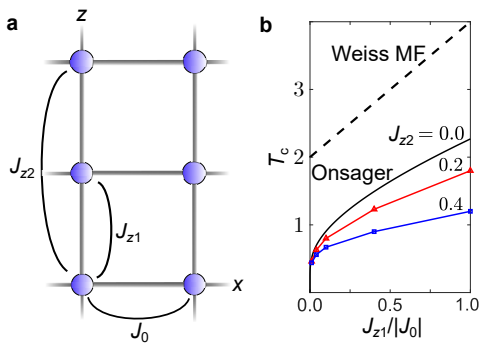 a
z
J_{z2}
J_{z1}
x
J_0
b
Weiss MF
J_{z2} = 0.0
Onsager
0.2
0.4
T_c
3
2
1
0.0 0.5 1.0
J_{z1}/|J_0|